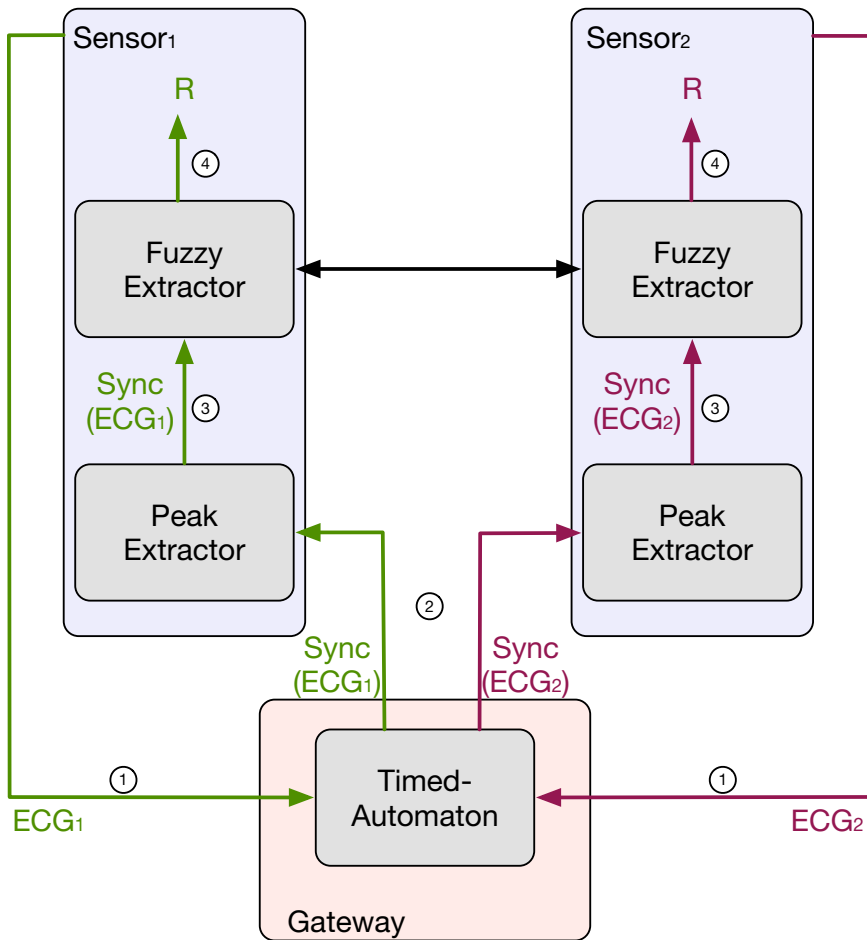 Sensor₁
Sensor₂
R
R
4
4
Fuzzy
Extractor
Fuzzy
Extractor
Sync
(ECG₁)
3
Sync
(ECG₂)
3
Peak
Extractor
Peak
Extractor
2
Sync
(ECG₁)
Sync
(ECG₂)
1
1
Timed-
Automaton
ECG₁
ECG₂
Gateway